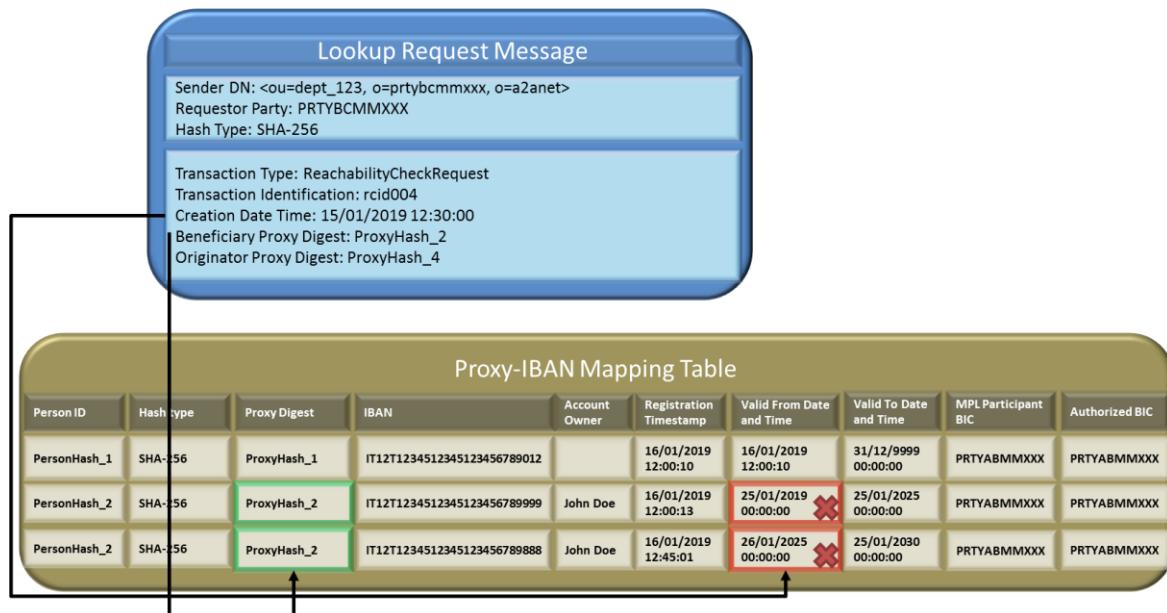 Lookup Request Message
Sender DN: <ou=dept_123, o=prtybcmmxxx, o=a2anet>
Requestor Party: PRTYBCMMXXX
Hash Type: SHA-256
Transaction Type: ReachabilityCheckRequest
Transaction Identification: rcid004
Creation Date Time: 15/01/2019 12:30:00
Beneficiary Proxy Digest: ProxyHash_2
Originator Proxy Digest: ProxyHash_4
Proxy-IBAN Mapping Table
Person ID Hash type Proxy Digest IBAN Account Owner Registration Timestamp Valid From Date and Time Valid To Date and Time MPL Participant BIC Authorized BIC
PersonHash_1 SHA-256 ProxyHash_1 IT12T1234512345123456789012 16/01/2019 12:00:10 16/01/2019 12:00:10 31/12/9999 00:00:00 PRTYABMMXXX PRTYABMMXXX
PersonHash_2 SHA-256 ProxyHash_2 IT12T1234512345123456789999 John Doe 16/01/2019 12:00:13 25/01/2019 00:00:00 25/01/2025 00:00:00 PRTYABMMXXX PRTYABMMXXX
PersonHash_2 SHA-256 ProxyHash_2 IT12T1234512345123456789888 John Doe 16/01/2019 12:45:01 26/01/2025 00:00:00 25/01/2030 00:00:00 PRTYABMMXXX PRTYABMMXXX